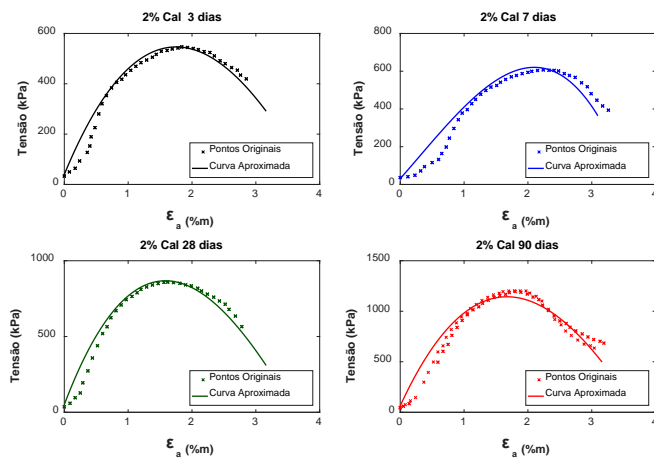 2% Cal 3 dias
600
400
200
0
0 1 2 3 4
Tensão (kPa)
Pontos Originais
Curva Aproximada
εa (%m)
2% Cal 7 dias
800
600
400
200
0
0 1 2 3 4
Tensão (kPa)
Pontos Originais
Curva Aproximada
εa (%m)
2% Cal 28 dias
1000
500
0
0 1 2 3 4
Tensão (kPa)
Pontos Originais
Curva Aproximada
εa (%m)
2% Cal 90 dias
1500
1000
500
0
0 1 2 3 4
Tensão (kPa)
Pontos Originais
Curva Aproximada
εa (%m)